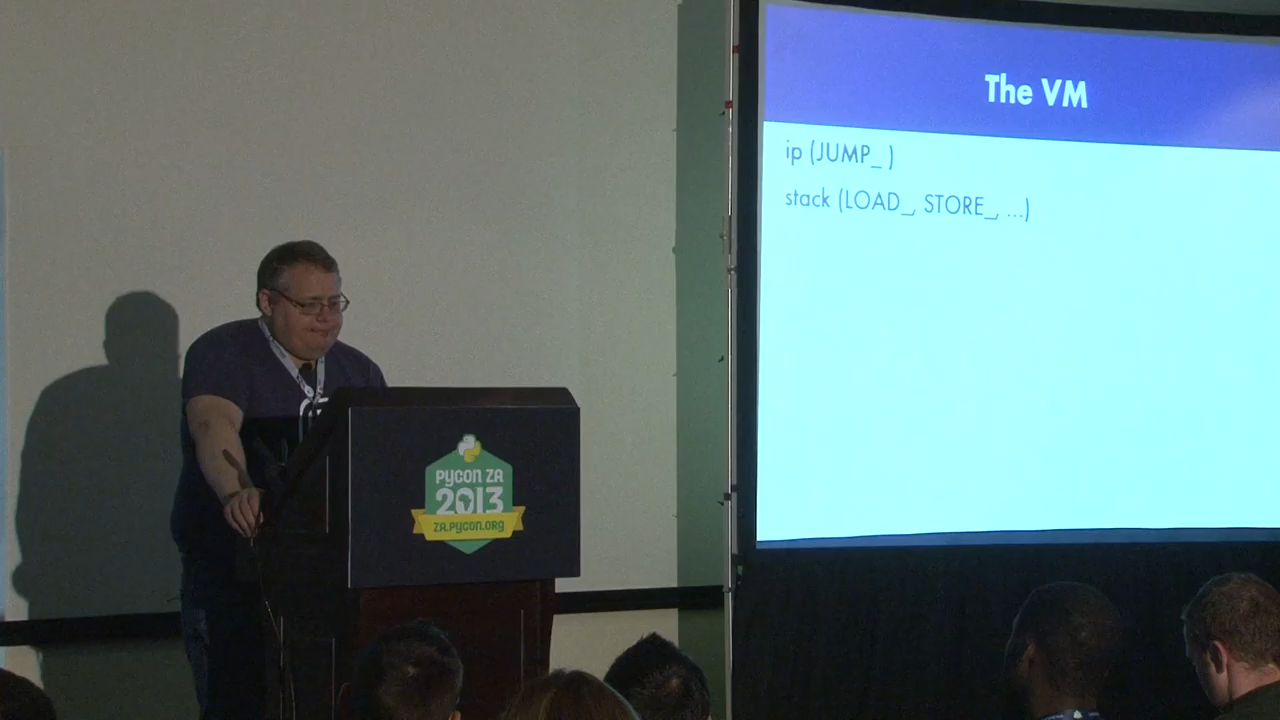 The VM
ip (JUMP_ )
stack (LOAD_, STORE_, ...)
PYCON ZA
2013
ZA.PYCON.ORG